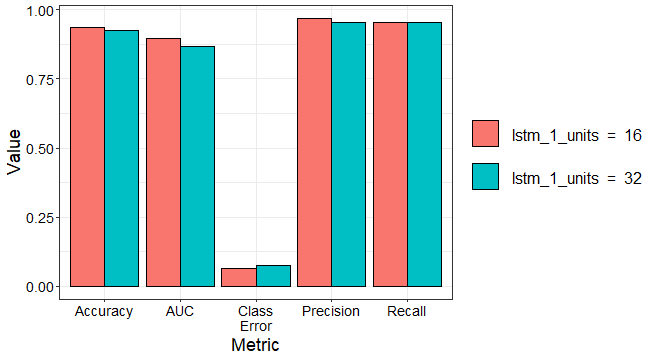 1.00
0.75
0.50
0.25
0.00
Value
Accuracy
AUC
Class
Error
Precision
Recall
Metric
lstm_1_units = 16
lstm_1_units = 32